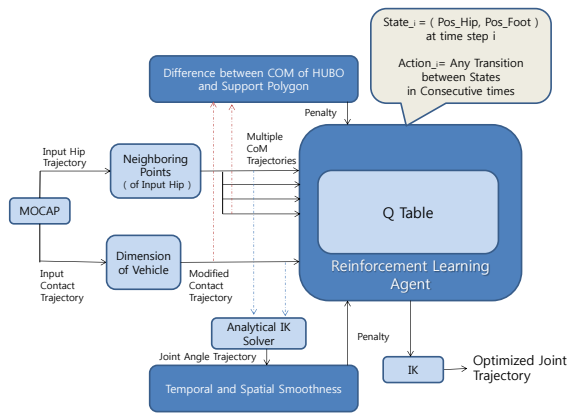 State_i = ( Pos_Hip, Pos_Foot )
at time step i
Action_i= Any Transition
between States
in Consecutive times
Difference between COM of HUBO
and Support Polygon
Penalty
Input Hip
Trajectory
Neighboring
Points
( of Input Hip )
Multiple
CoM
Trajectories
MOCAP
Q Table
Reinforcement Learning
Agent
Dimension
of Vehicle
Input
Contact
Trajectory
Modified
Contact
Trajectory
Analytical IK
Solver
Joint Angle Trajectory
Penalty
IK
Optimized Joint
Trajectory
Temporal and Spatial Smoothness